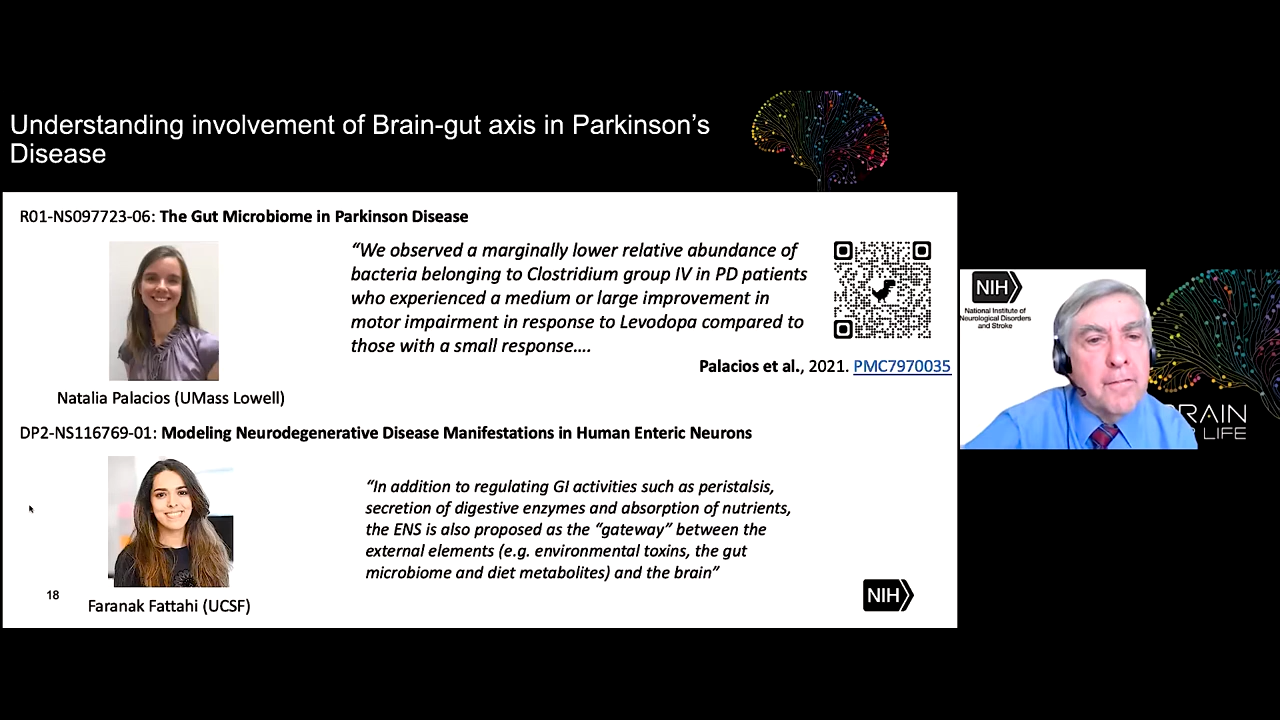 Understanding involvement of Brain-gut axis in Parkinson's
Disease
R01-NS097723-06: The Gut Microbiome in Parkinson Disease
"We observed a marginally lower relative abundance of
bacteria belonging to Clostridium group IV in PD patients
who experienced a medium or large improvement in
motor impairment in response to Levodopa compared to
those with a small response....
Palacios et al., 2021. PMC7970035
Natalia Palacios (UMass Lowell)
DP2-NS116769-01: Modeling Neurodegenerative Disease Manifestations in Human Enteric Neurons
"In addition to regulating GI activities such as peristalsis,
secretion of digestive enzymes and absorption of nutrients,
the ENS is also proposed as the "gateway" between the
external elements (e.g. environmental toxins, the gut
microbiome and diet metabolites) and the brain"
18
Faranak Fattahi (UCSF)
NIH
NIH
National Institute of
Neurological Disorders
and Stroke
RAIN
LIFE